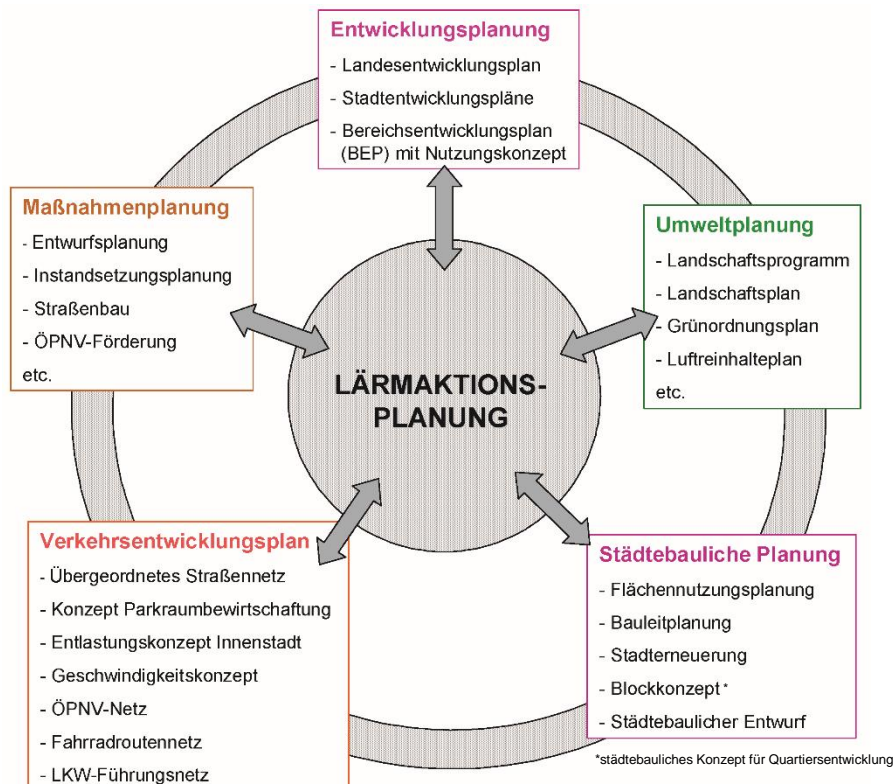 Entwicklungsplanung
- Landesentwicklungsplan
- Stadtentwicklungspläne
- Bereichsentwicklungsplan
(BEP) mit Nutzungskonzept
Maßnahmenplanung
- Entwurfsplanung
- Instandsetzungsplanung
- Straßenbau
- ÖPNV-Förderung
etc.
Umweltplanung
- Landschaftsprogramm
- Landschaftsplan
- Grünordnungsplan
- Luftreinhalteplan
etc.
LÄRMAKTIONS-
PLANUNG
Verkehrsentwicklungsplan
- Übergeordnetes Straßennetz
- Konzept Parkraumbewirtschaftung
- Entlastungskonzept Innenstadt
- Geschwindigkeitskonzept
- ÖPNV-Netz
- Fahrradroutennetz
- LKW-Führungsnetz
Städtebauliche Planung
- Flächennutzungsplanung
- Bauleitplanung
- Stadterneuerung
- Blockkonzept *
- Städtebaulicher Entwurf
*städtebauliches Konzept für Quartiersentwicklung